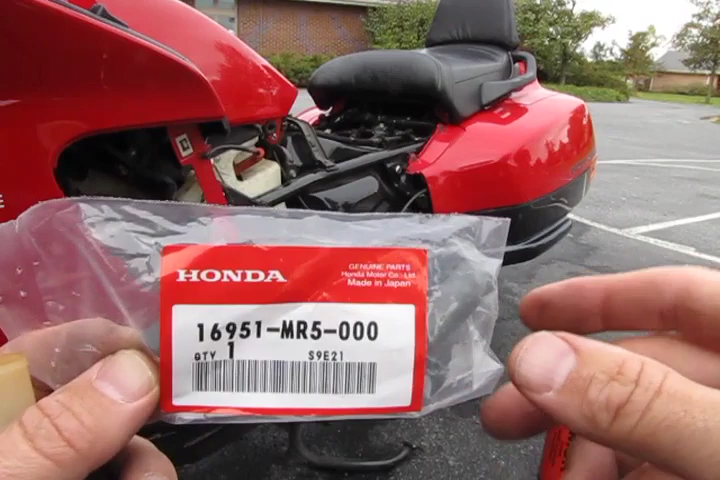 HONDA
GENUINE PARTS
Honda Motor Co., Ltd.
Made in Japan
16951-MR5-000
QTY 1 S9E21